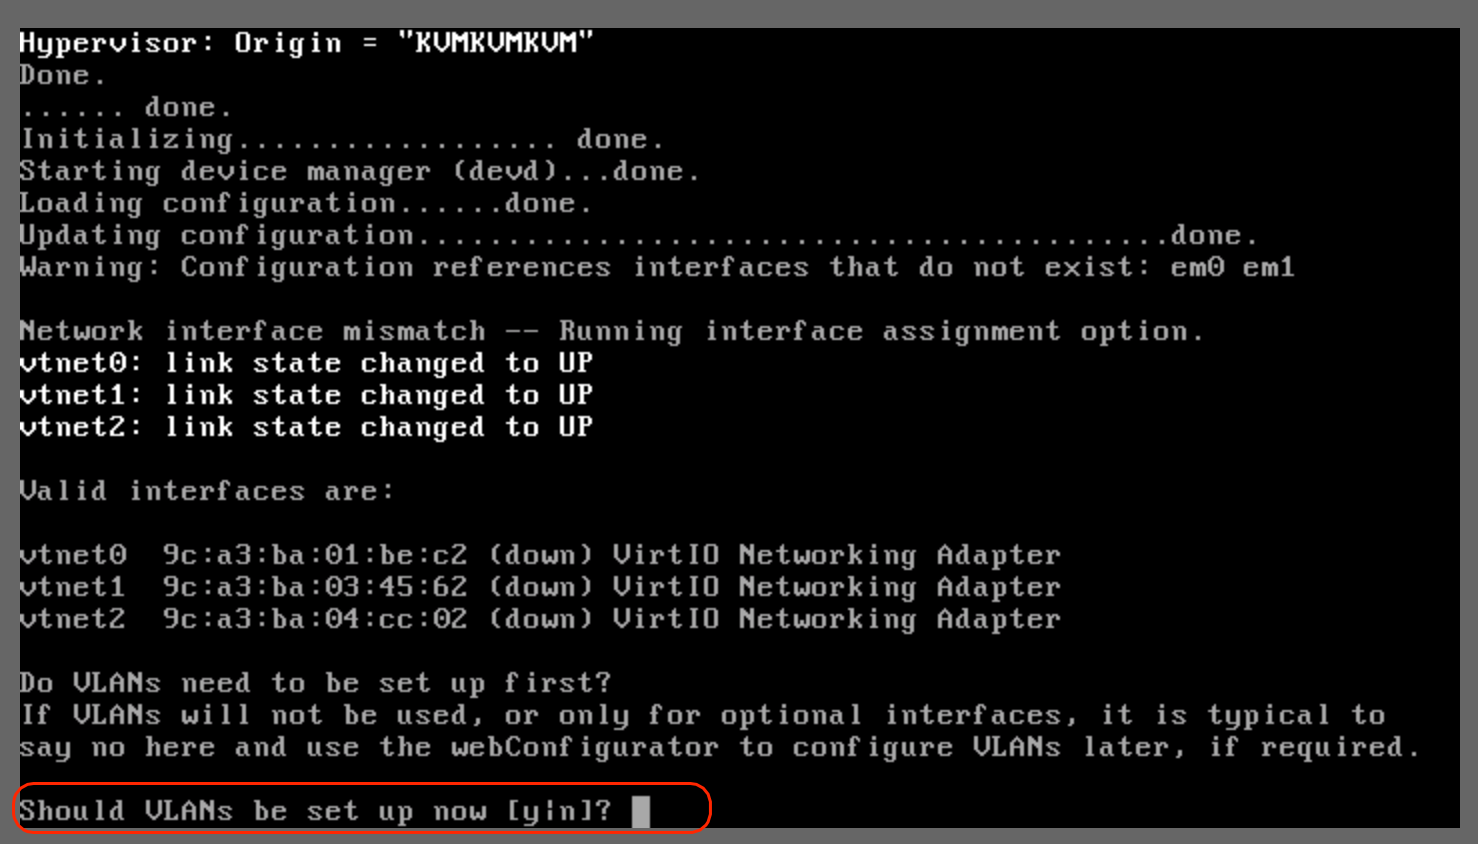 Hypervisor: Origin = "KVMKVMKVM"
Done.
...... done.
Initializing.................. done.
Starting device manager (devd)...done.
Loading configuration......done.
Updating configuration..........................................done.
Warning: Configuration references interfaces that do not exist: em0 em1
Network interface mismatch -- Running interface assignment option.
vtnet0: link state changed to UP
vtnet1: link state changed to UP
vtnet2: link state changed to UP
Valid interfaces are:
vtnet0  9c:a3:ba:01:be:c2 (down) VirtIO Networking Adapter
vtnet1  9c:a3:ba:03:45:62 (down) VirtIO Networking Adapter
vtnet2  9c:a3:ba:04:cc:02 (down) VirtIO Networking Adapter
Do VLANs need to be set up first?
If VLANs will not be used, or only for optional interfaces, it is typical to
say no here and use the webConfigurator to configure VLANs later, if required.
Should VLANs be set up now [y|n]?